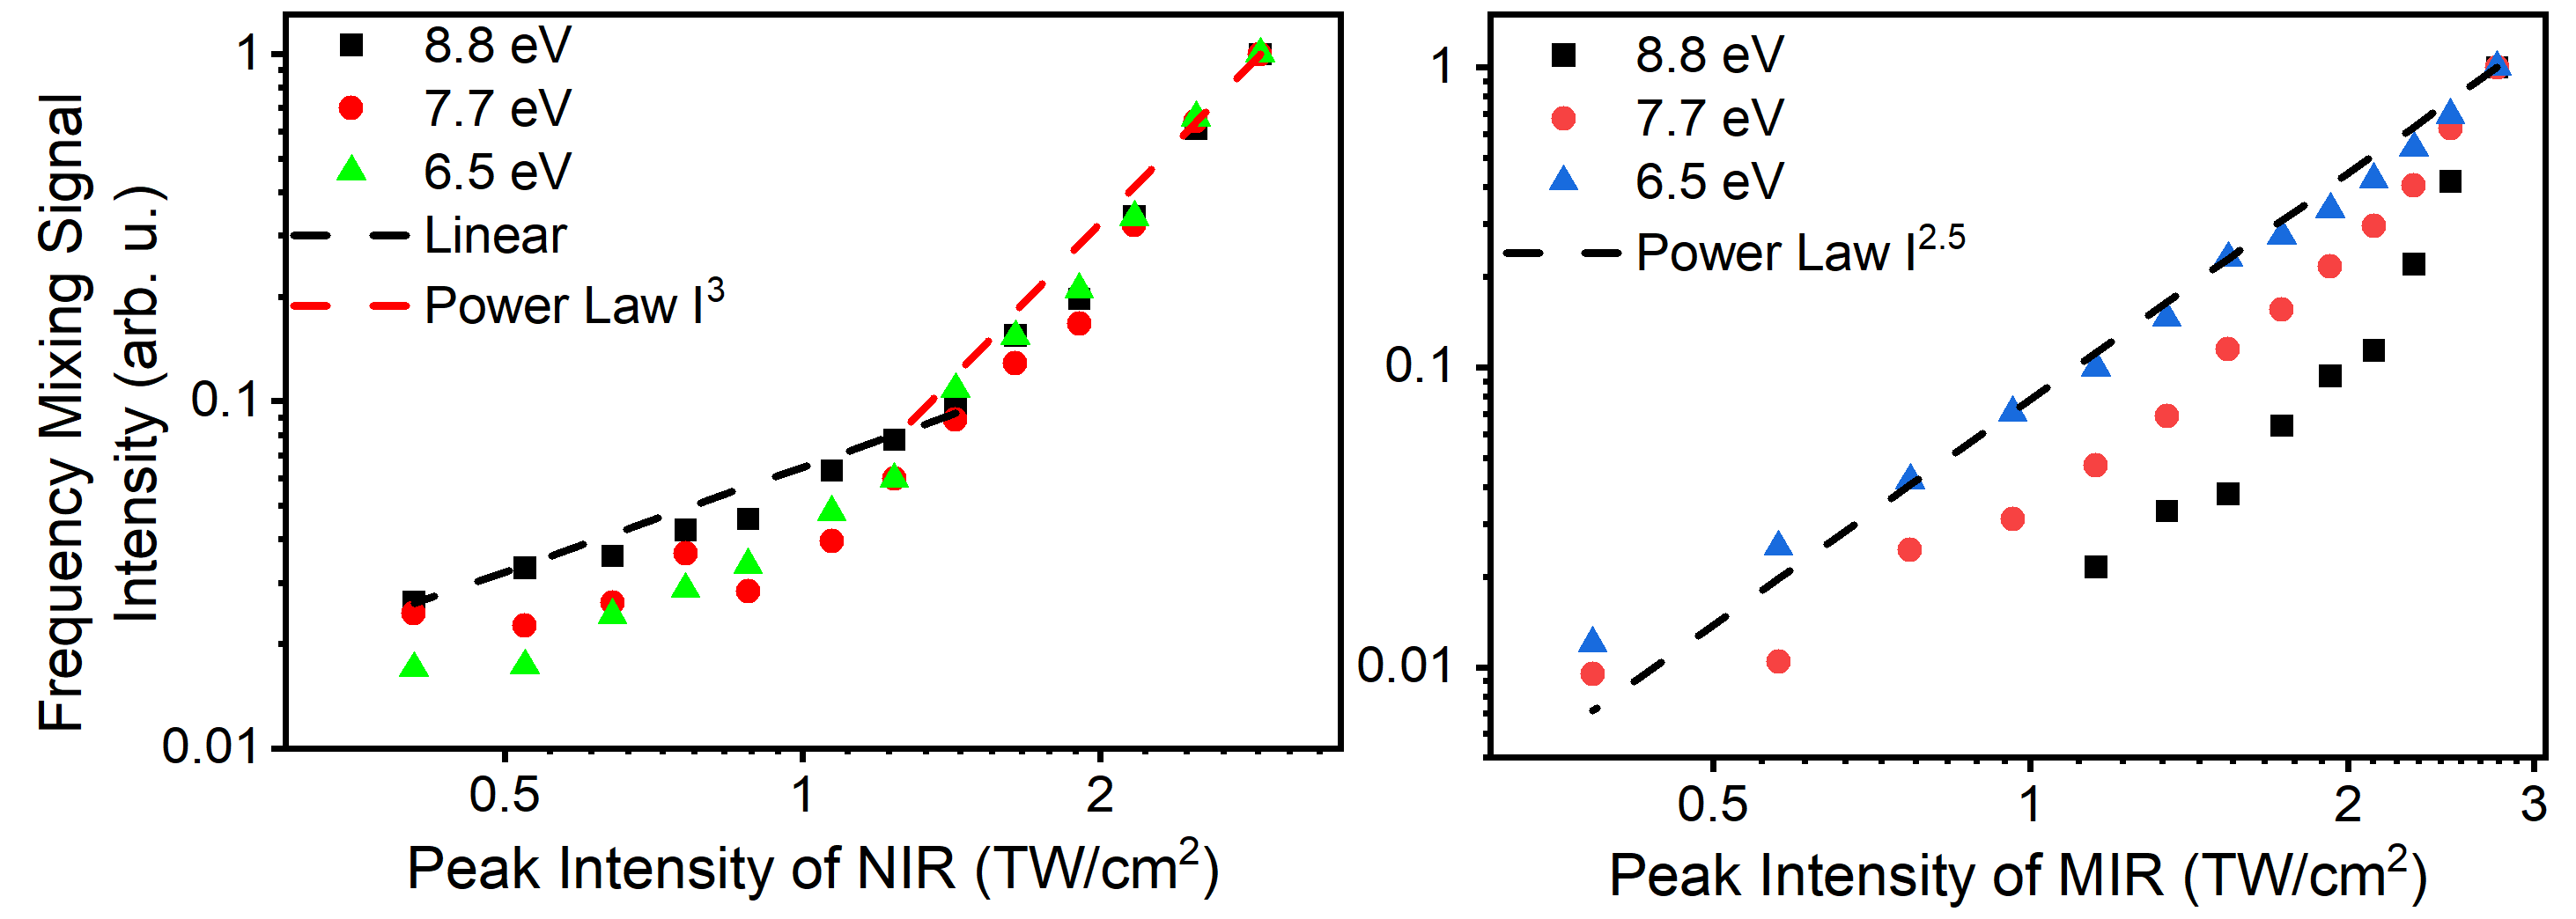 Frequency Mixing Signal
Intensity (arb. u.)
1
0.1
0.01
8.8 eV
7.7 eV
6.5 eV
Linear
Power Law I³
0.5
1
2
Peak Intensity of NIR (TW/cm²)
1
0.1
0.01
8.8 eV
7.7 eV
6.5 eV
Power Law I²·⁵
0.5
1
2
3
Peak Intensity of MIR (TW/cm²)